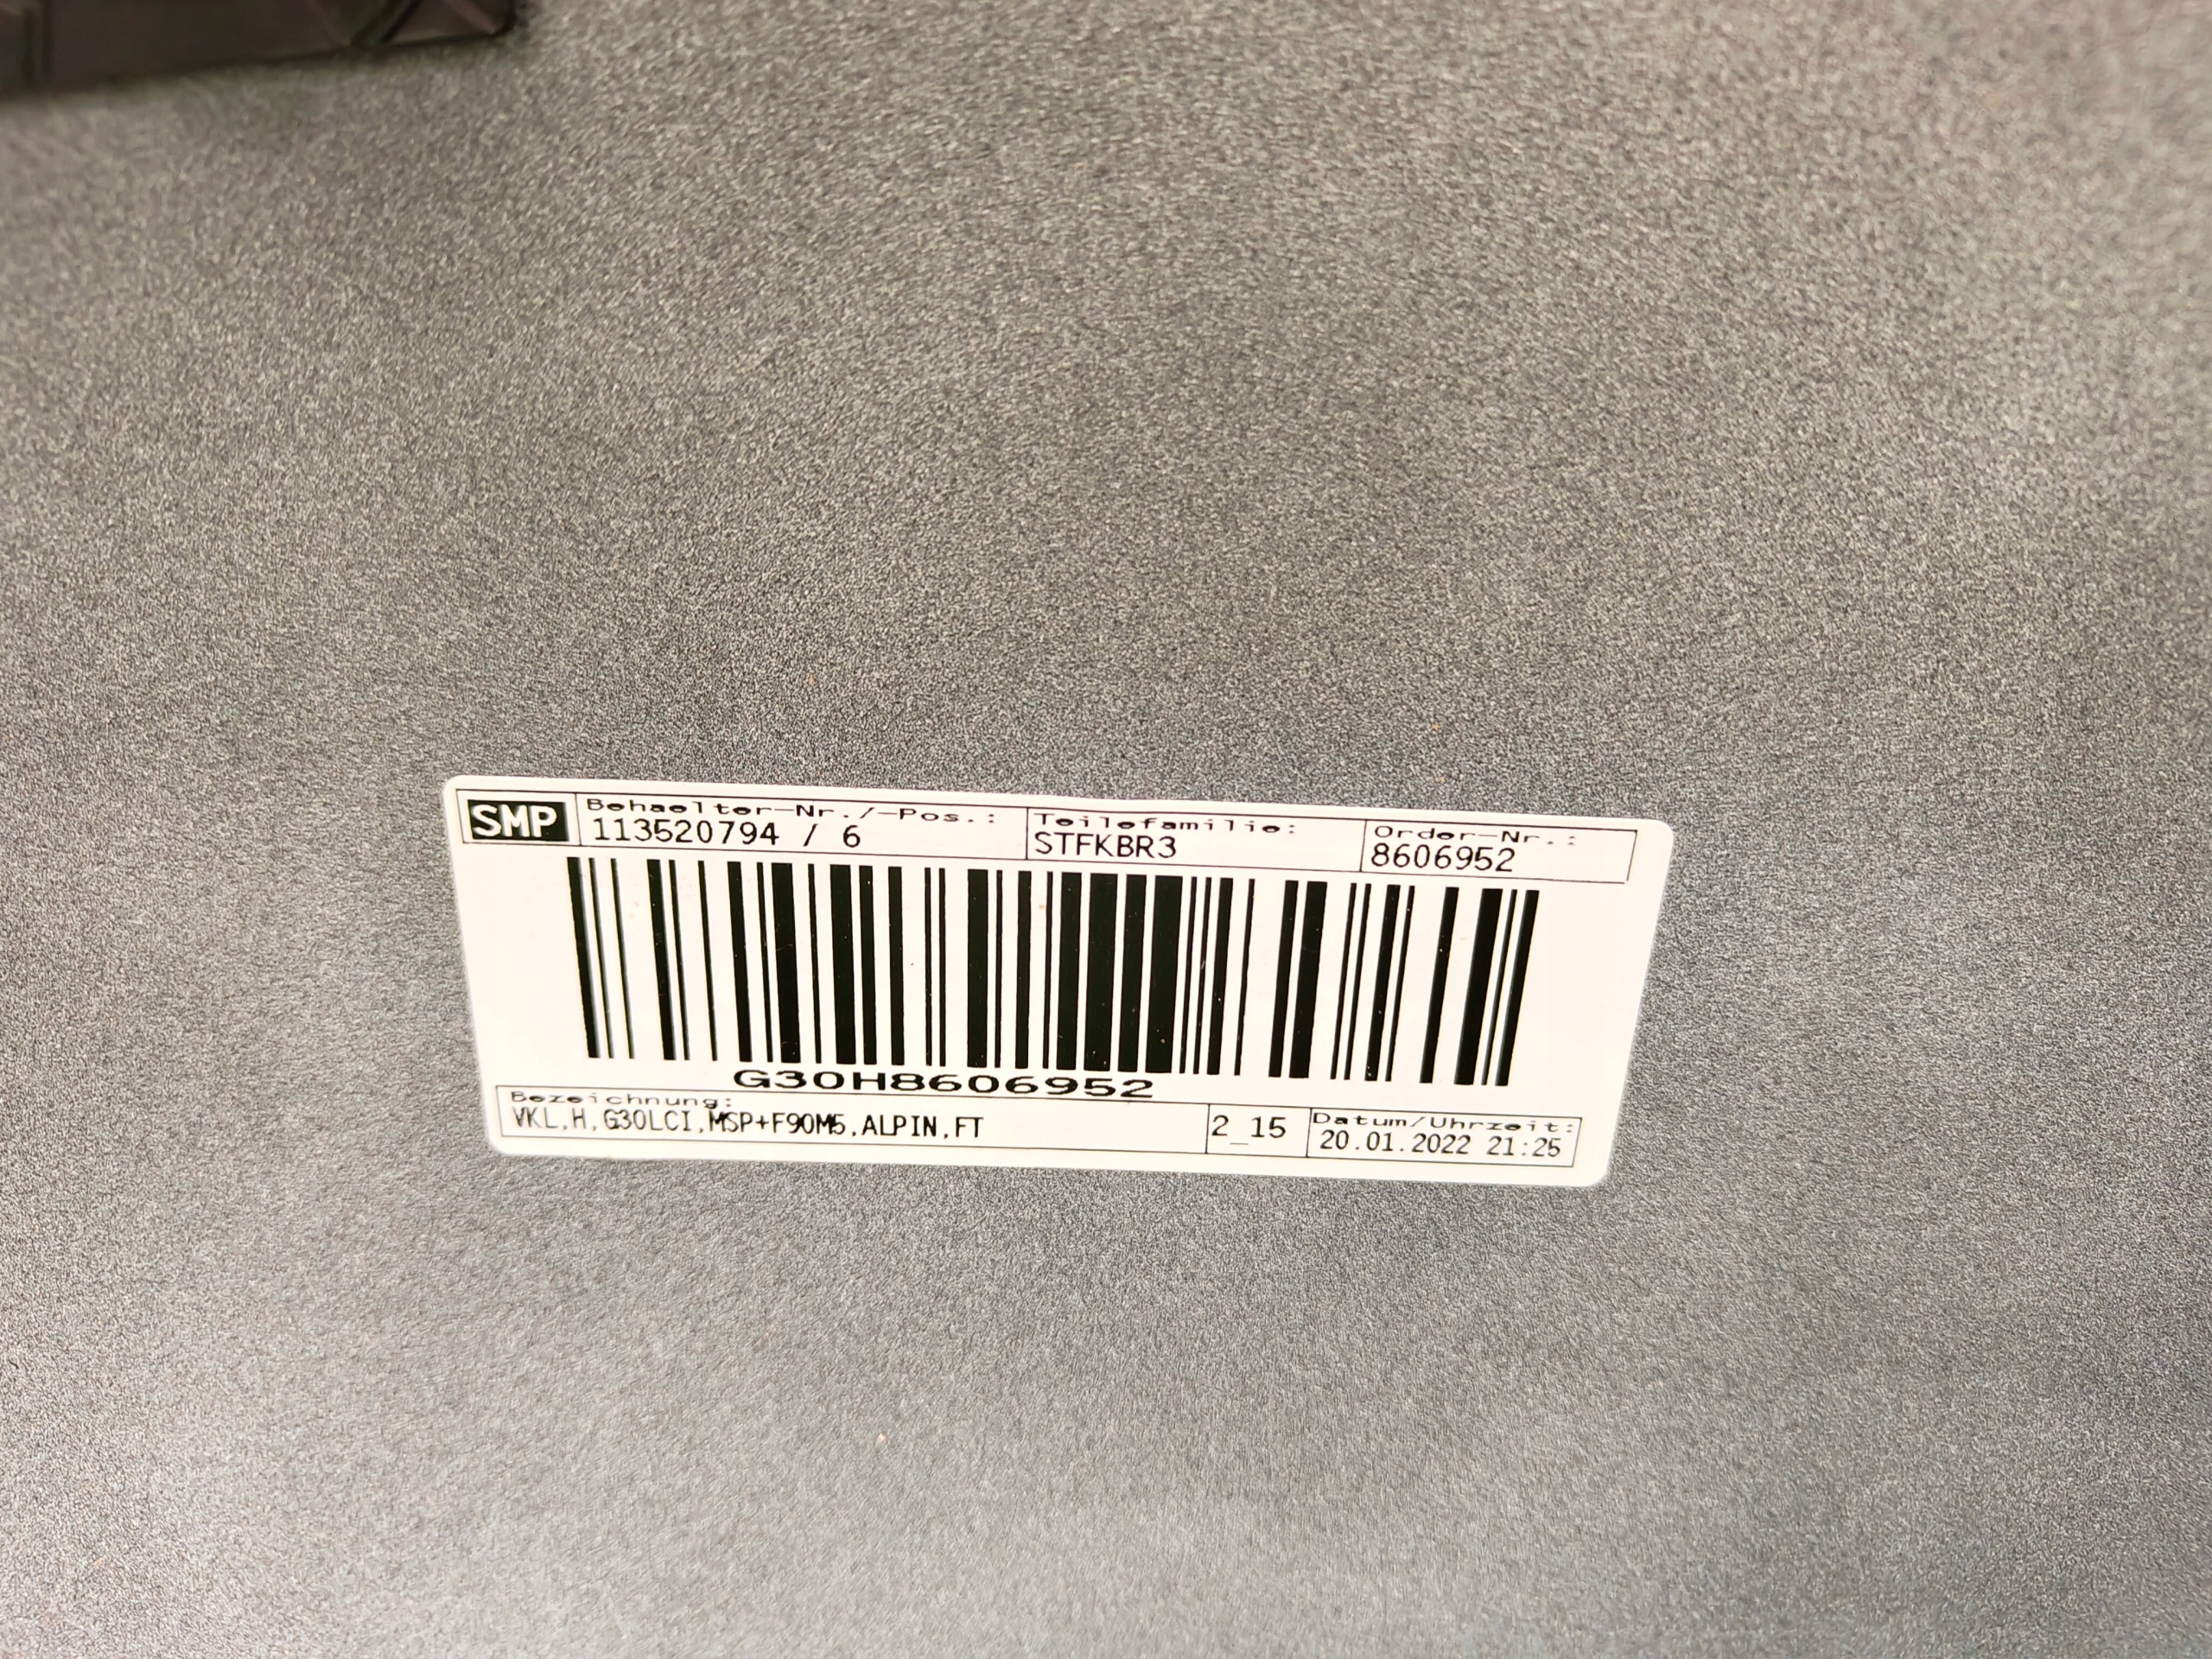 SMP
Behaelter-Nr./-Pos.:
113520794 / 6
Teilefamilie:
STFKBR3
Order-Nr.:
8606952
G30H8606952
Bezeichnung:
VKL,H,G30LCI,MSP+F90M5,ALPIN,FT
2_15
Datum/Uhrzeit:
20.01.2022 21:25